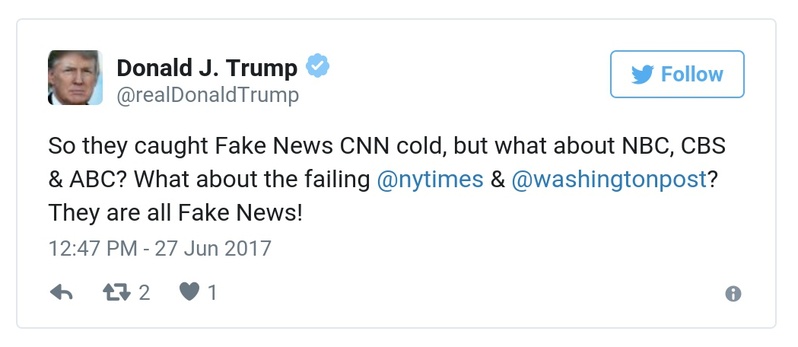 Donald J. Trump
@realDonaldTrump
Follow
So they caught Fake News CNN cold, but what about NBC, CBS
& ABC? What about the failing @nytimes & @washingtonpost?
They are all Fake News!
12:47 PM - 27 Jun 2017
2 1